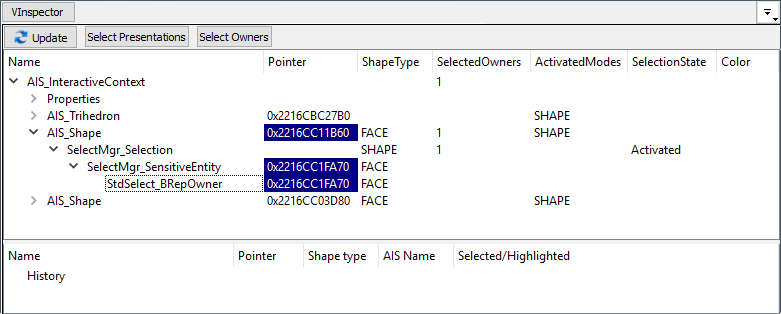 VInspector
Update Select Presentations Select Owners
Name Pointer ShapeType SelectedOwners ActivatedModes SelectionState Color
AIS_InteractiveContext 1
Properties
AIS_Trihedron 0x2216CBC27B0 SHAPE
AIS_Shape 0x2216CC11B60 FACE 1 SHAPE
SelectMgr_Selection SHAPE 1 Activated
SelectMgr_SensitiveEntity 0x2216CC1FA70 FACE
StdSelect_BRepOwner 0x2216CC1FA70 FACE
AIS_Shape 0x2216CC03D80 FACE SHAPE
Name Pointer Shape type AIS Name Selected/Highlighted
History